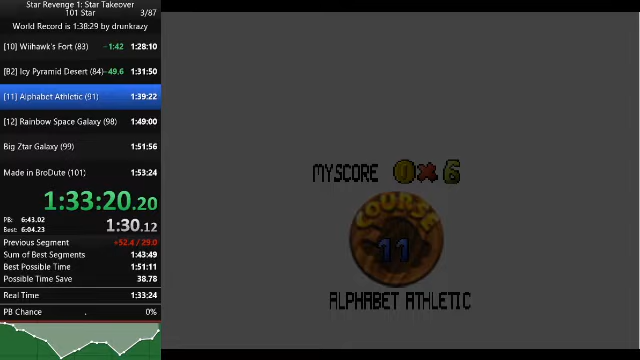 Star Revenge 1: Star Takeover
101 Star 3/87
World Record is 1:38:29 by drunkrazy
[10] Wiihawk's Fort (83) -1:42 1:28:10
[B2] Icy Pyramid Desert (84) -49.6 1:31:50
[11] Alphabet Athletic (91) 1:39:22
[12] Rainbow Space Galaxy (98) 1:49:00
Big Ztar Galaxy (99) 1:51:56
Made in BroDute (101) 1:53:24
1:33:20.20
PB: 6:43.02
Best: 6:04.23
1:30.12
Previous Segment +52.4 / 29.0
Sum of Best Segments 1:43:49
Best Possible Time 1:51:11
Possible Time Save 38.78
Real Time 1:33:24
PB Chance . 0%
MYSCORE × 6
COURSE
11
ALPHABET ATHLETIC